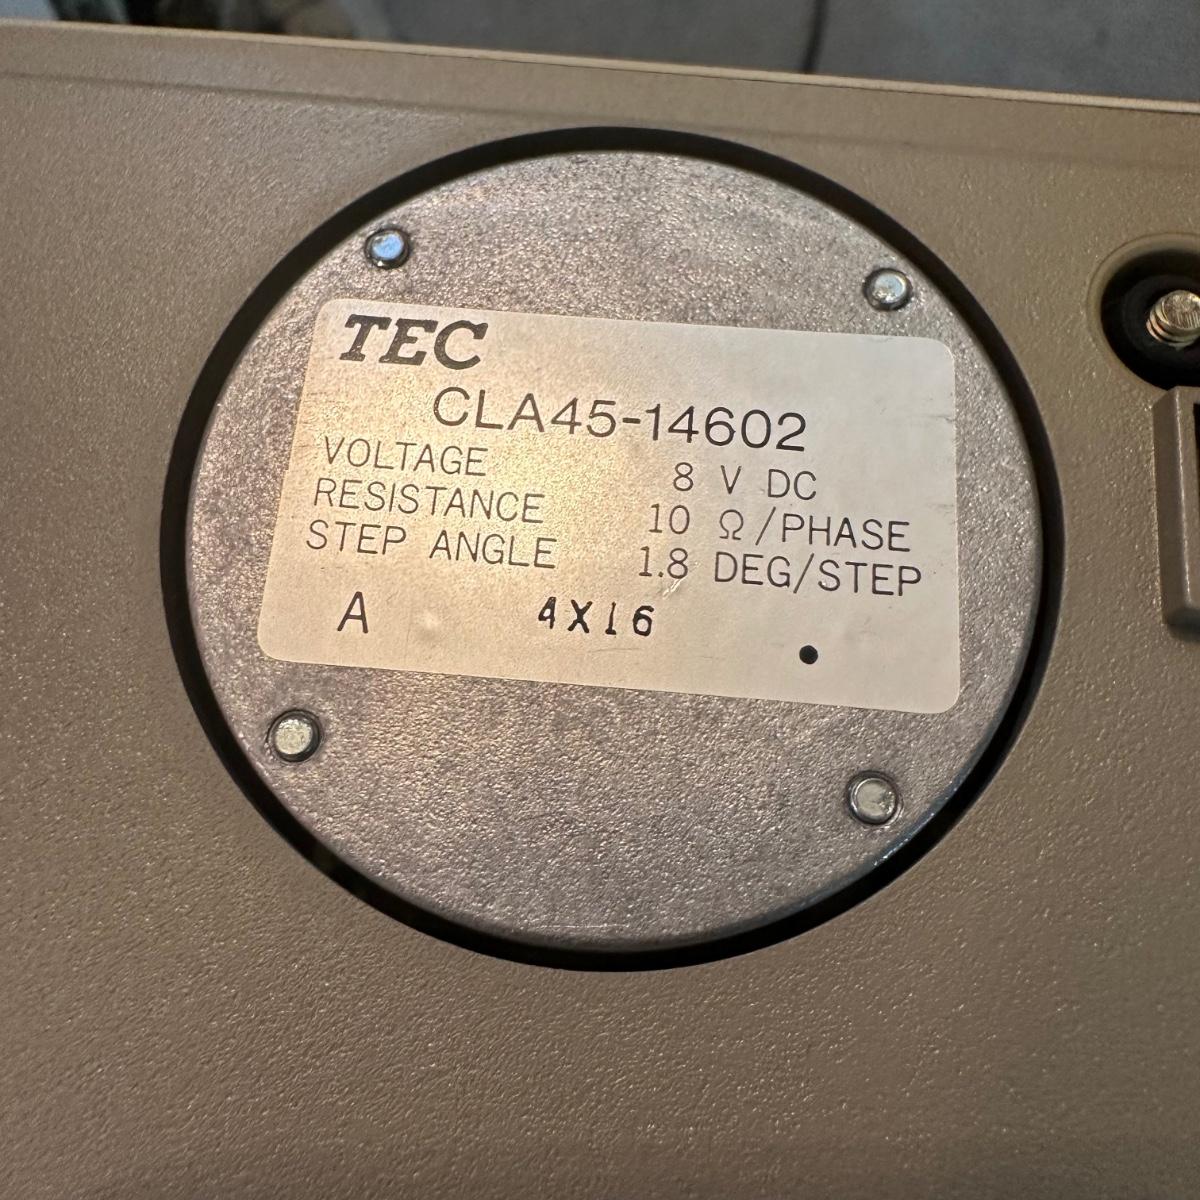 TEC
CLA45-14602
VOLTAGE 8 V DC
RESISTANCE 10 Ω/PHASE
STEP ANGLE 1.8 DEG/STEP
A 4X16